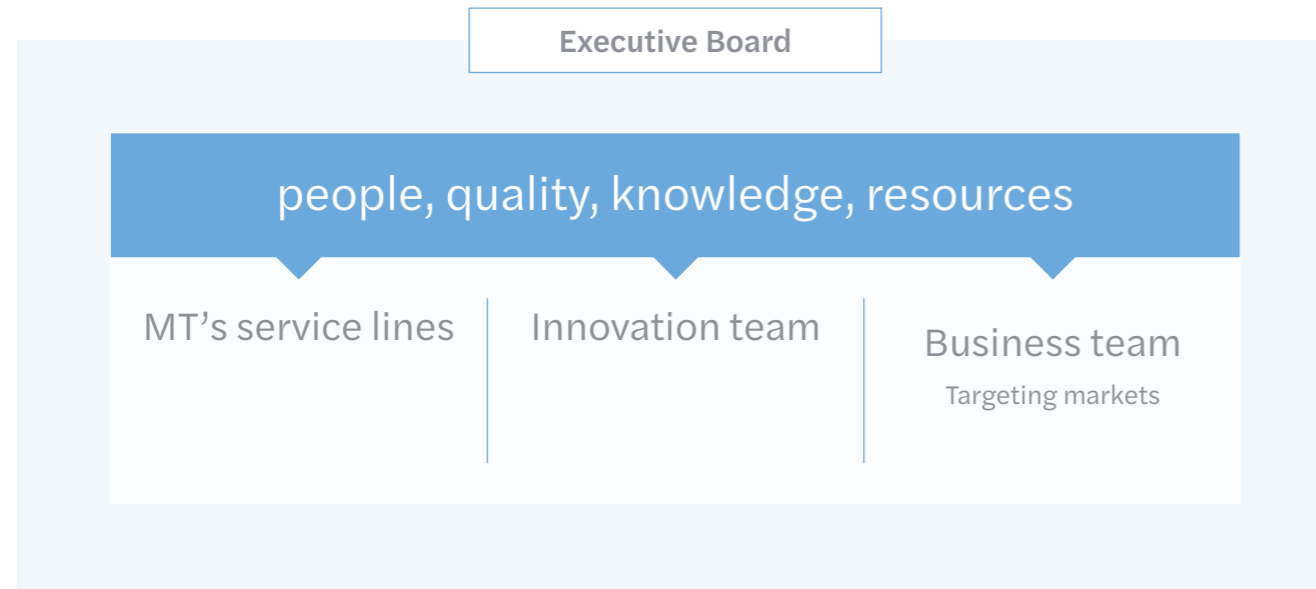 Executive Board
people, quality, knowledge, resources
MT’s service lines
Innovation team
Business team
Targeting markets